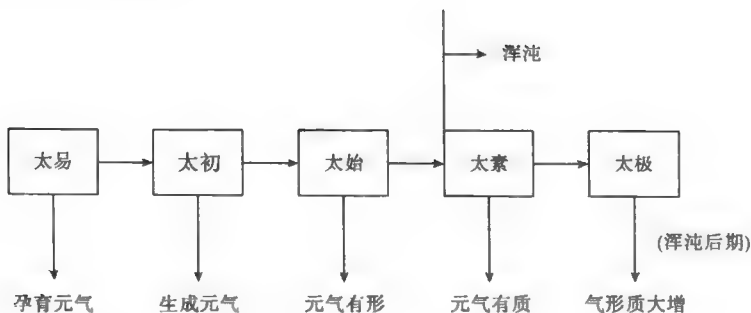 浑沌
太易 太初 太始 太素 太极
(浑沌后期)
孕育元气 生成元气 元气有形 元气有质 气形质大增